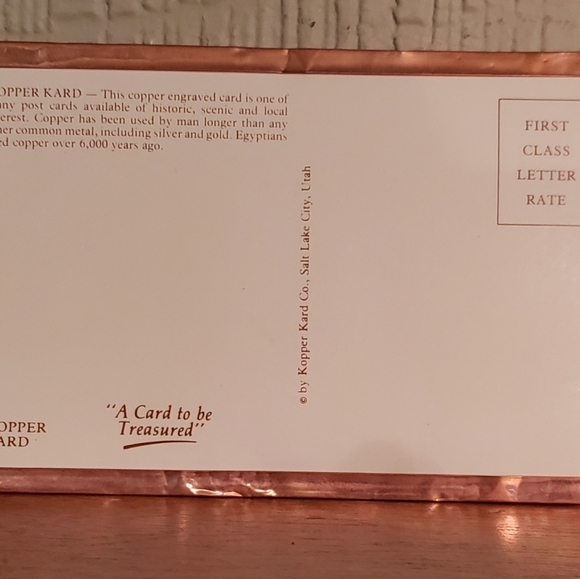 OPPER KARD — This copper engraved card is one of
any post cards available of historic, scenic and local
erest. Copper has been used by man longer than any
her common metal, including silver and gold. Egyptians
ed copper over 6,000 years ago.
FIRST
CLASS
LETTER
RATE
© by Kopper Kard Co., Salt Lake City, Utah
"A Card to be
Treasured"
OPPER
ARD